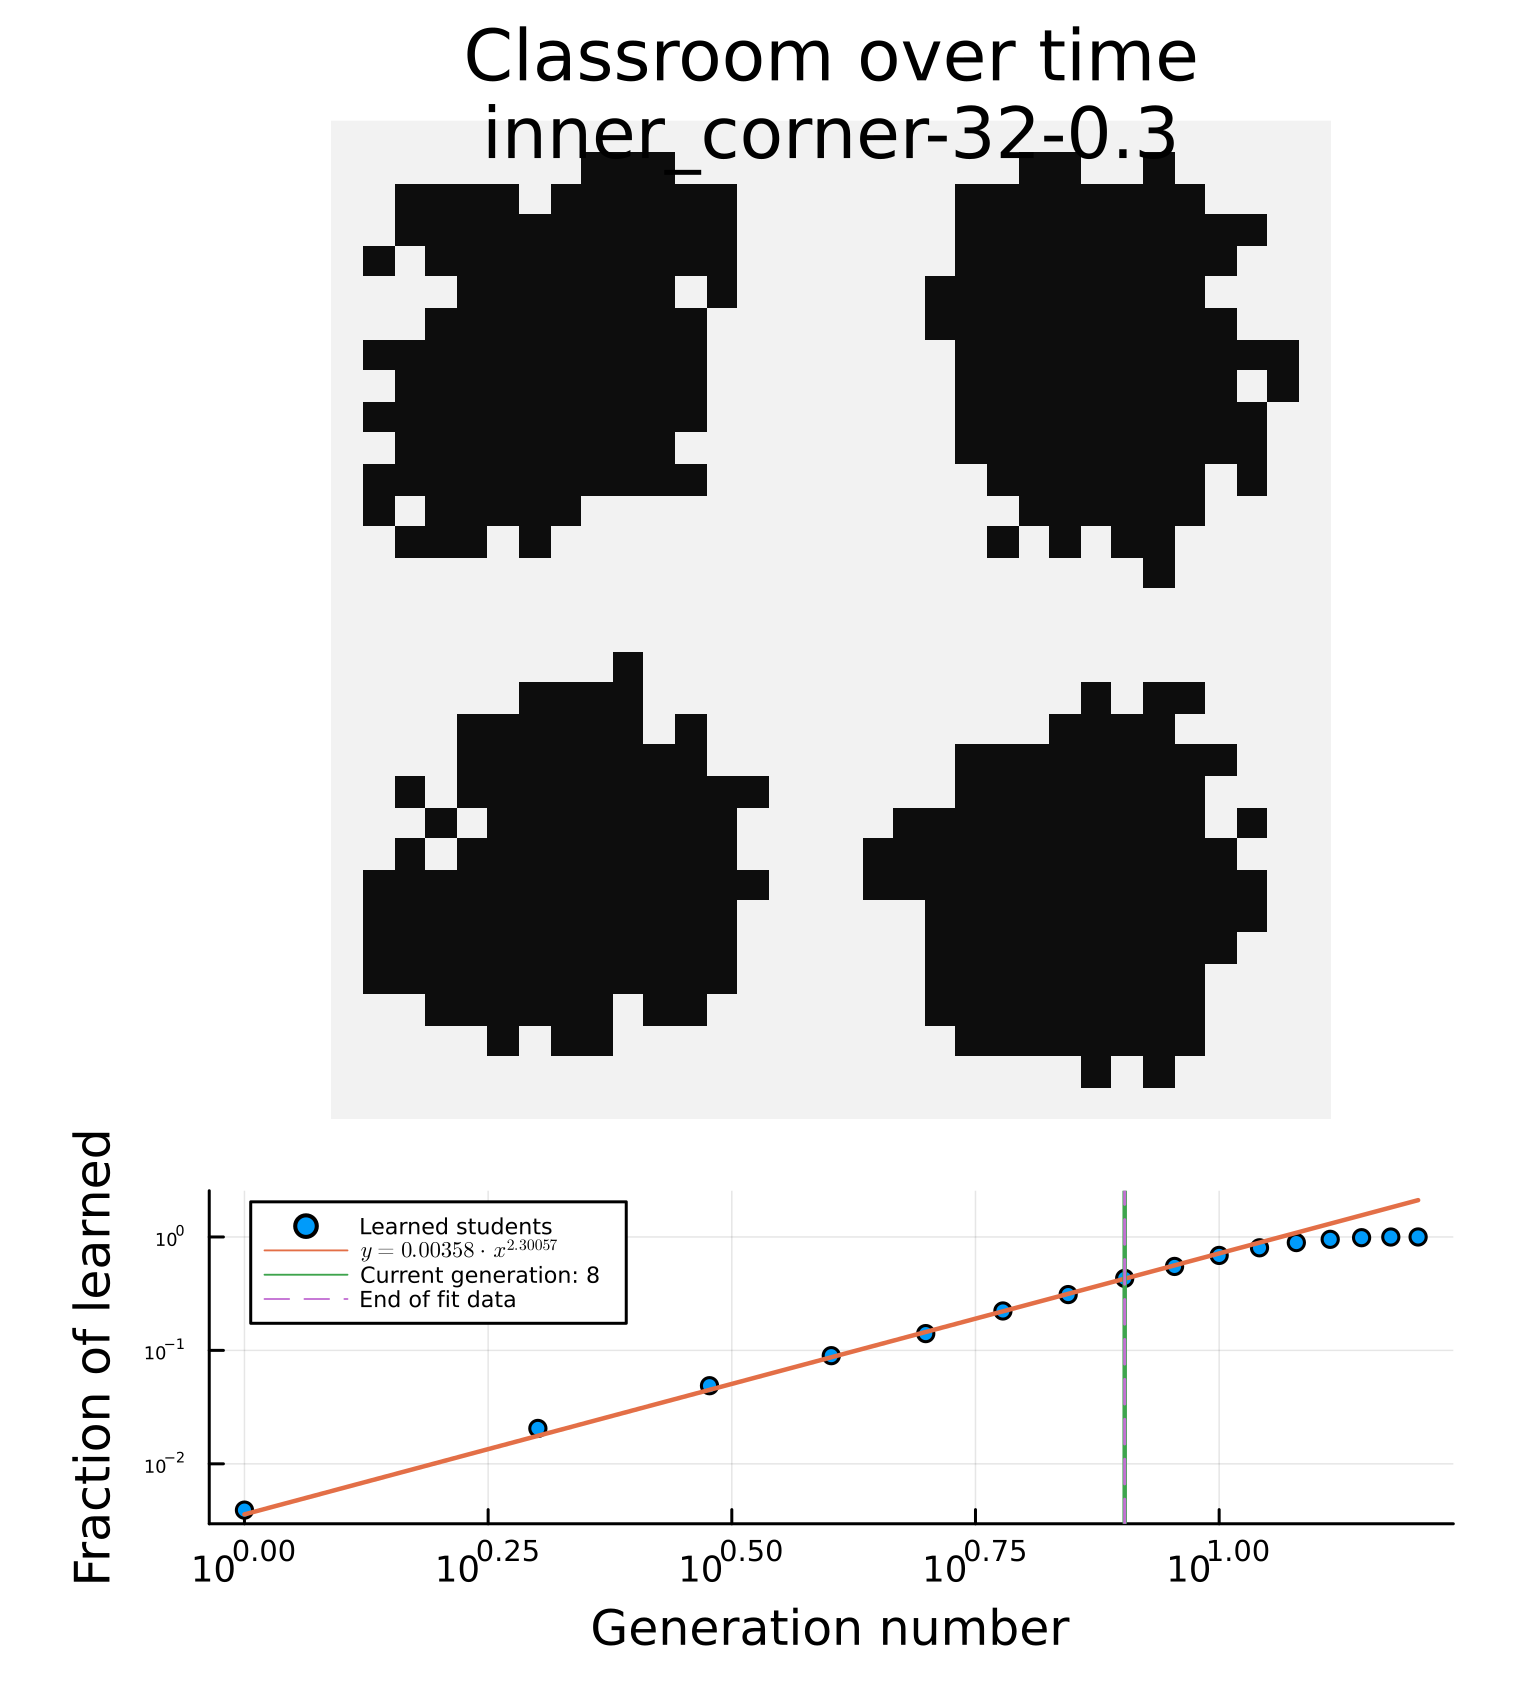 Classroom over time
inner_corner-32-0.3
Fraction of learned
10^0
10^-1
10^-2
Learned students
y = 0.00358 · x^2.30057
Current generation: 8
End of fit data
10^0.00 10^0.25 10^0.50 10^0.75 10^1.00
Generation number